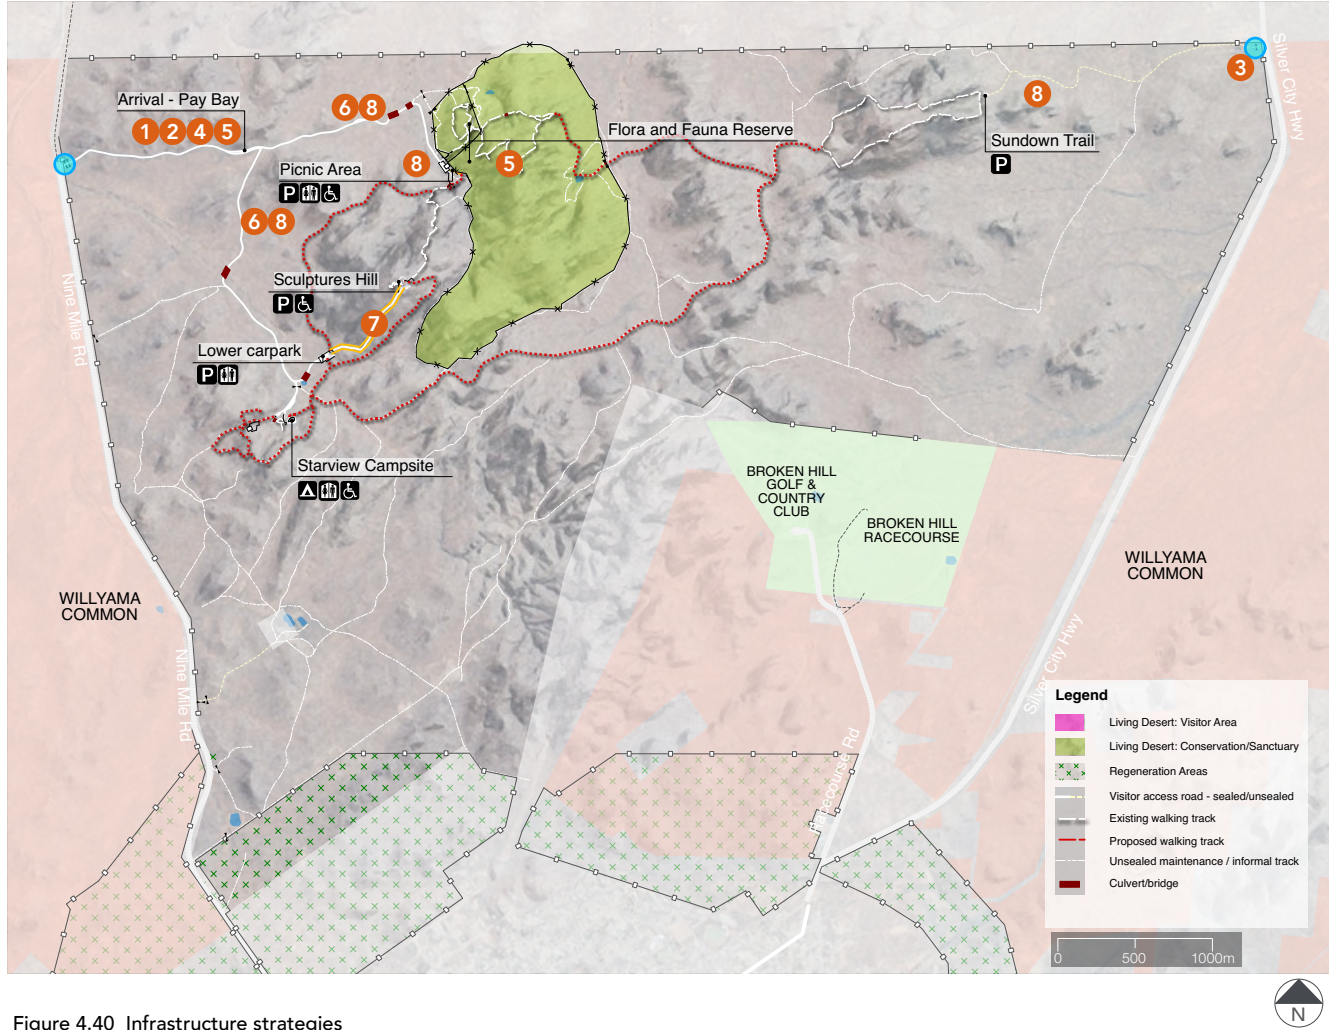 Silver City Hwy
3
Arrival - Pay Bay
1 2 4 5
6 8
8
Flora and Fauna Reserve
Sundown Trail
P
8
5
Picnic Area
P
6 8
Nine Mile Rd
Sculptures Hill
P
7
Lower carpark
P
Starview Campsite
BROKEN HILL
GOLF &
COUNTRY
CLUB
BROKEN HILL
RACECOURSE
WILLYAMA
COMMON
WILLYAMA
COMMON
Nine Mile Rd
Silver City Hwy
Racecourse Rd
Legend
Living Desert: Visitor Area
Living Desert: Conservation/Sanctuary
Regeneration Areas
Visitor access road - sealed/unsealed
Existing walking track
Proposed walking track
Unsealed maintenance / informal track
Culvert/bridge
0 500 1000m
N
Figure 4.40 Infrastructure strategies